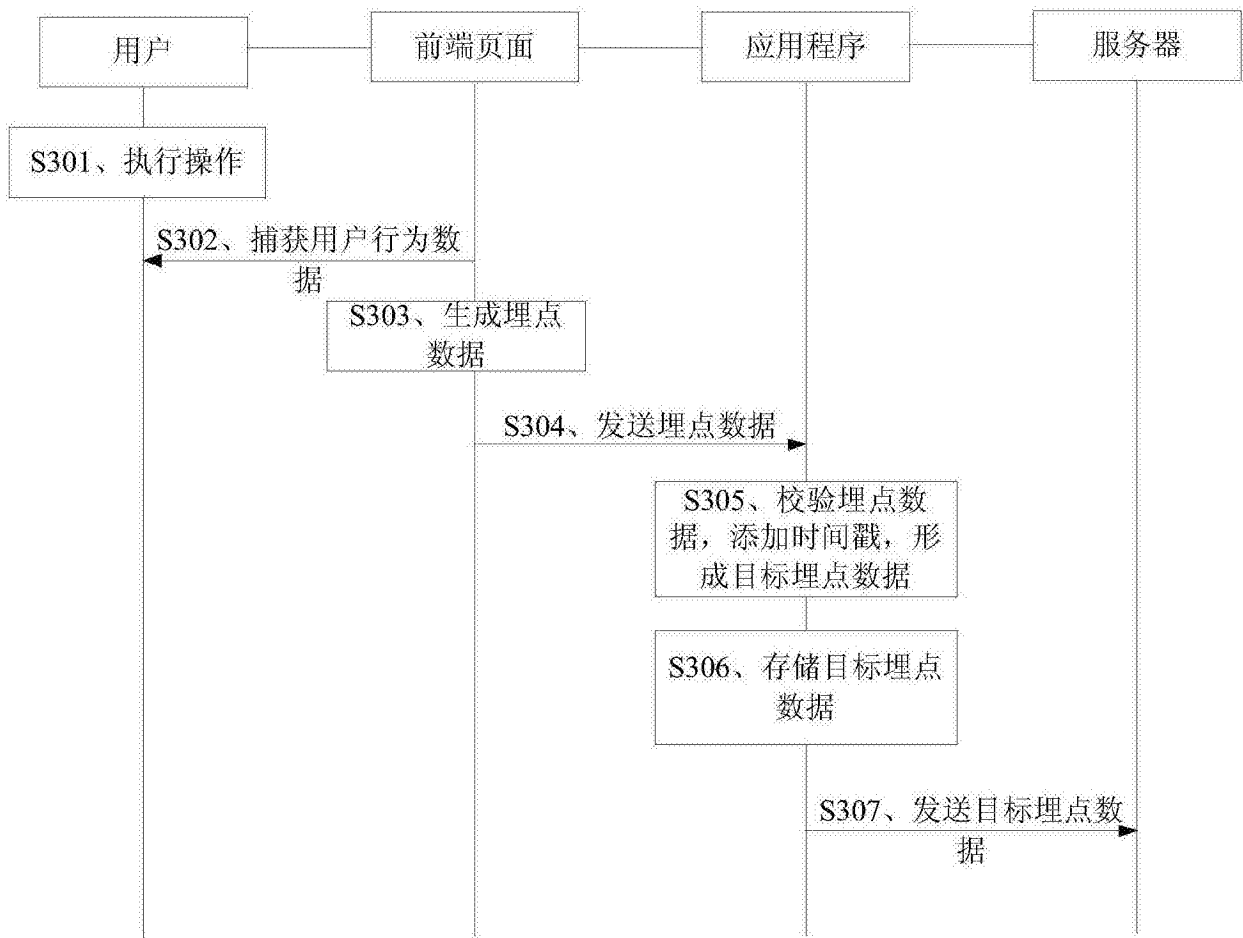 用户
前端页面
应用程序
服务器
S301、执行操作
S302、捕获用户行为数
据
S303、生成埋点
数据
S304、发送埋点数据
S305、校验埋点数
据，添加时间戳，形
成目标埋点数据
S306、存储目标埋点
数据
S307、发送目标埋点数
据